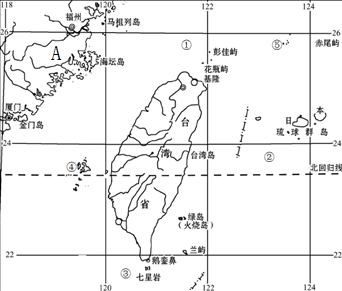 120
122
124
福州
马祖列岛
26
26
A
①
彭佳屿
⑤
赤尾屿
海坛岛
花瓶屿
基隆
厦门
金门岛
台
日
本
琉球群岛
24
24
湾
台湾岛
②
④
北回归线
省
绿岛
(火烧岛)
22
22
鹅銮鼻
兰屿
③
七星岩
120
122
124